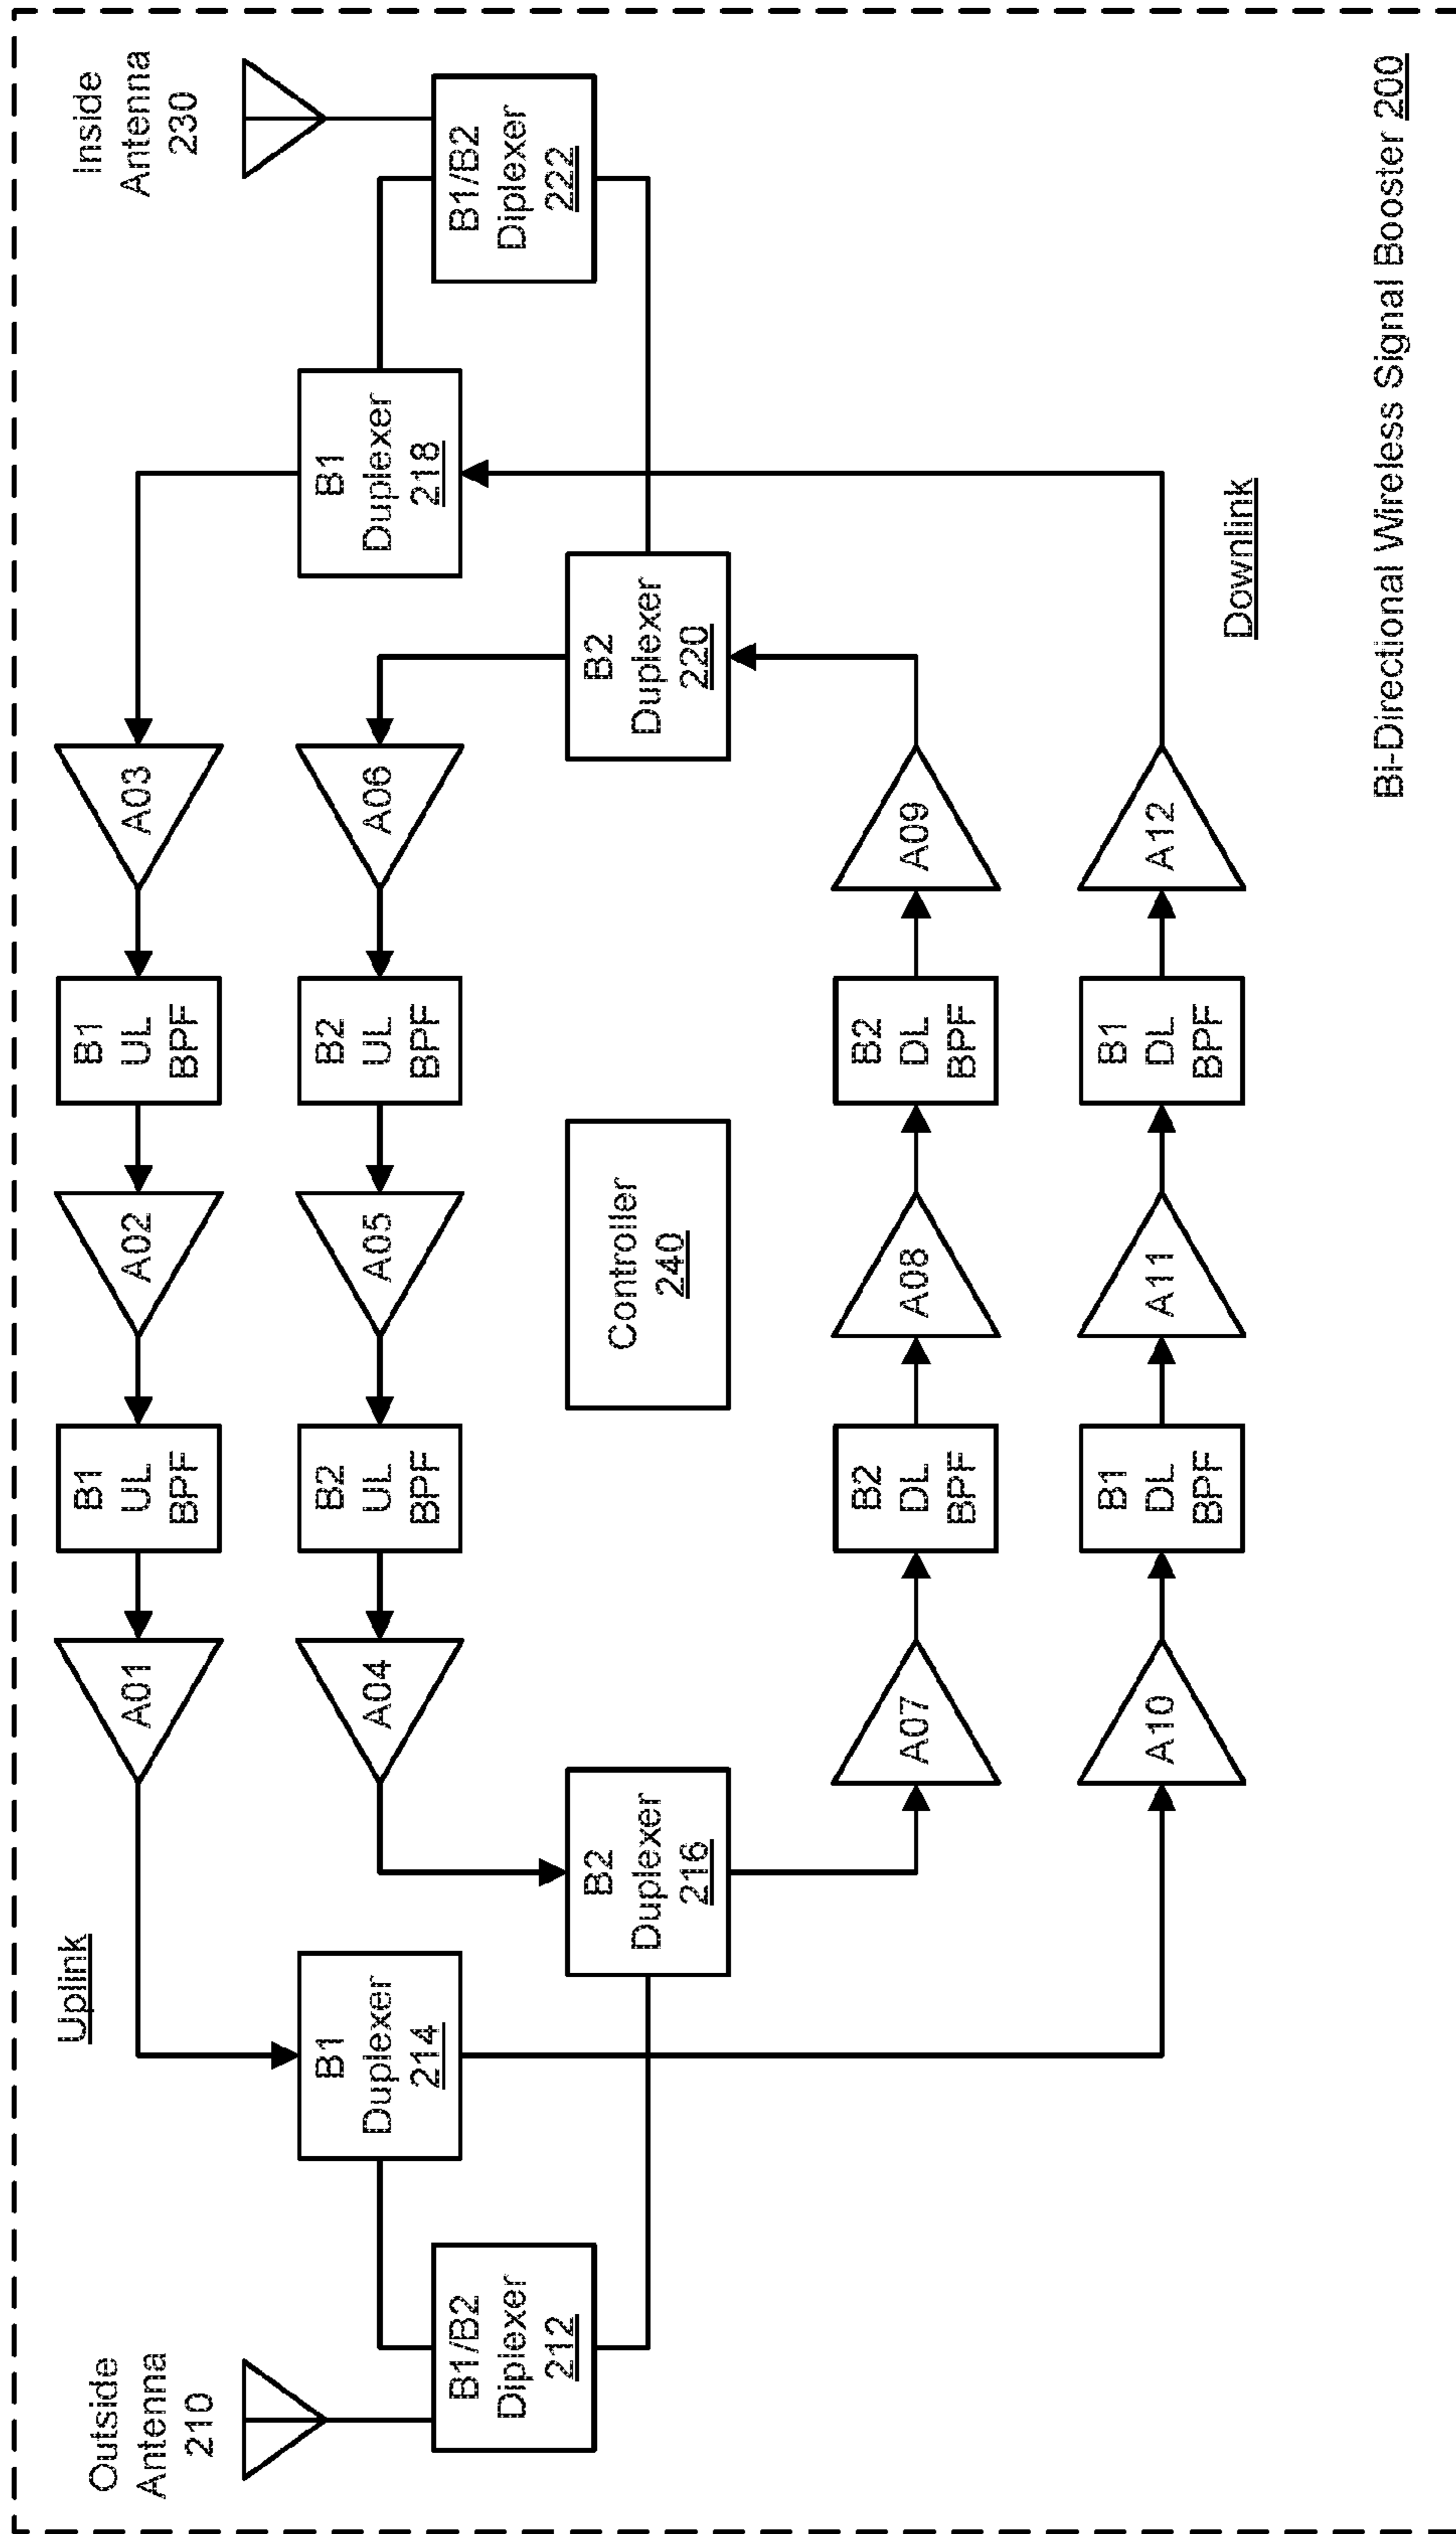 Outside
Antenna
210
Uplink
Inside
Antenna
230
A01
B1
UL
BPF
A02
B1
UL
BPF
A03
B1
Duplexer
214
A04
B2
UL
BPF
A05
B2
UL
BPF
A06
B1
Duplexer
218
B1/B2
Diplexer
212
B1/B2
Diplexer
222
B2
Duplexer
216
Controller
240
B2
Duplexer
220
A07
B2
DL
BPF
A08
B2
DL
BPF
A09
A10
B1
DL
BPF
A11
B1
DL
BPF
A12
Downlink
Bi-Directional Wireless Signal Booster 200